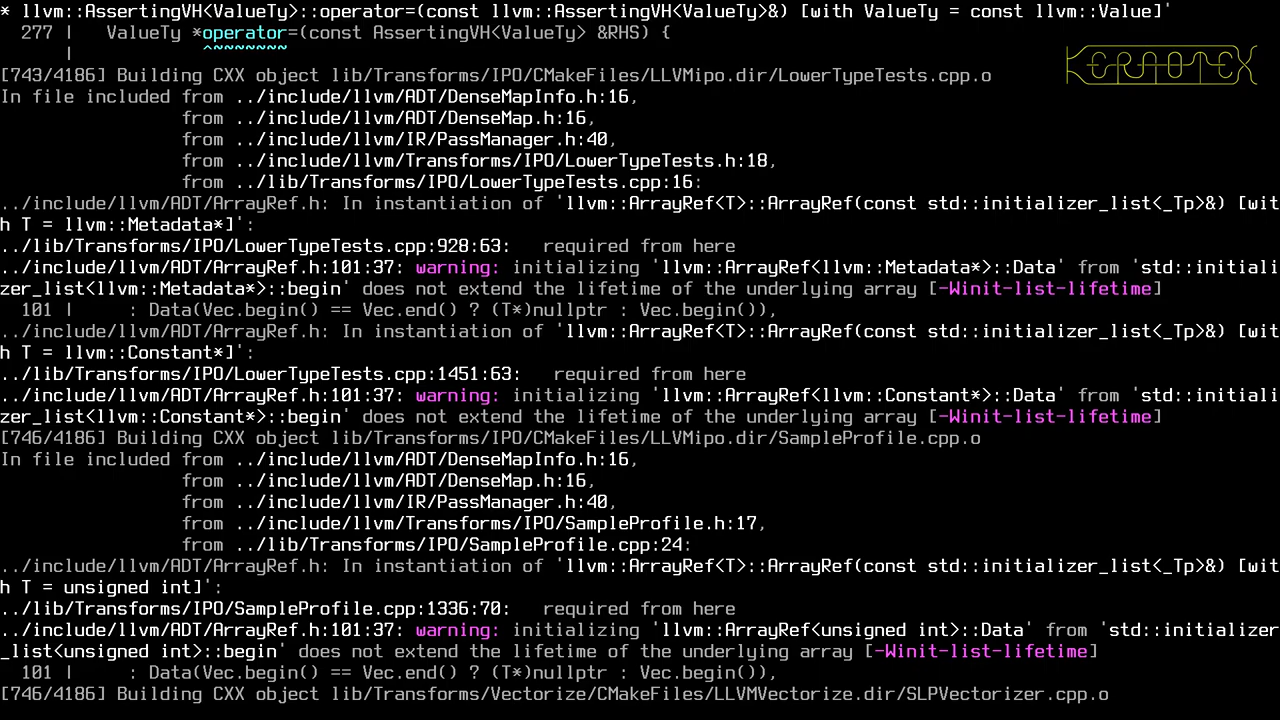 * llvm::AssertingVH<ValueTy>::operator=(const llvm::AssertingVH<ValueTy>&) [with ValueTy = const llvm::Value]'
277 |   ValueTy *operator=(const AssertingVH<ValueTy> &RHS) {
|            ^~~~~~~~
[743/4186] Building CXX object lib/Transforms/IPO/CMakeFiles/LLVMipo.dir/LowerTypeTests.cpp.o
KERAOTEX
In file included from ../include/llvm/ADT/DenseMapInfo.h:16,
from ../include/llvm/ADT/DenseMap.h:16,
from ../include/llvm/IR/PassManager.h:40,
from ../include/llvm/Transforms/IPO/LowerTypeTests.h:18,
from ../lib/Transforms/IPO/LowerTypeTests.cpp:16:
../include/llvm/ADT/ArrayRef.h: In instantiation of 'llvm::ArrayRef<T>::ArrayRef(const std::initializer_list<_Tp>&) [wit
h T = llvm::Metadata*]':
../lib/Transforms/IPO/LowerTypeTests.cpp:928:63:   required from here
../include/llvm/ADT/ArrayRef.h:101:37: warning: initializing 'llvm::ArrayRef<llvm::Metadata*>::Data' from 'std::initiali
zer_list<llvm::Metadata*>::begin' does not extend the lifetime of the underlying array [-Winit-list-lifetime]
101 |     : Data(Vec.begin() == Vec.end() ? (T*)nullptr : Vec.begin()),
../include/llvm/ADT/ArrayRef.h: In instantiation of 'llvm::ArrayRef<T>::ArrayRef(const std::initializer_list<_Tp>&) [wit
h T = llvm::Constant*]':
../lib/Transforms/IPO/LowerTypeTests.cpp:1451:63:   required from here
../include/llvm/ADT/ArrayRef.h:101:37: warning: initializing 'llvm::ArrayRef<llvm::Constant*>::Data' from 'std::initiali
zer_list<llvm::Constant*>::begin' does not extend the lifetime of the underlying array [-Winit-list-lifetime]
[746/4186] Building CXX object lib/Transforms/IPO/CMakeFiles/LLVMipo.dir/SampleProfile.cpp.o
In file included from ../include/llvm/ADT/DenseMapInfo.h:16,
from ../include/llvm/ADT/DenseMap.h:16,
from ../include/llvm/IR/PassManager.h:40,
from ../include/llvm/Transforms/IPO/SampleProfile.h:17,
from ../lib/Transforms/IPO/SampleProfile.cpp:24:
../include/llvm/ADT/ArrayRef.h: In instantiation of 'llvm::ArrayRef<T>::ArrayRef(const std::initializer_list<_Tp>&) [wit
h T = unsigned int]':
../lib/Transforms/IPO/SampleProfile.cpp:1336:70:   required from here
../include/llvm/ADT/ArrayRef.h:101:37: warning: initializing 'llvm::ArrayRef<unsigned int>::Data' from 'std::initializer
_list<unsigned int>::begin' does not extend the lifetime of the underlying array [-Winit-list-lifetime]
101 |     : Data(Vec.begin() == Vec.end() ? (T*)nullptr : Vec.begin()),
[746/4186] Building CXX object lib/Transforms/Vectorize/CMakeFiles/LLVMVectorize.dir/SLPVectorizer.cpp.o